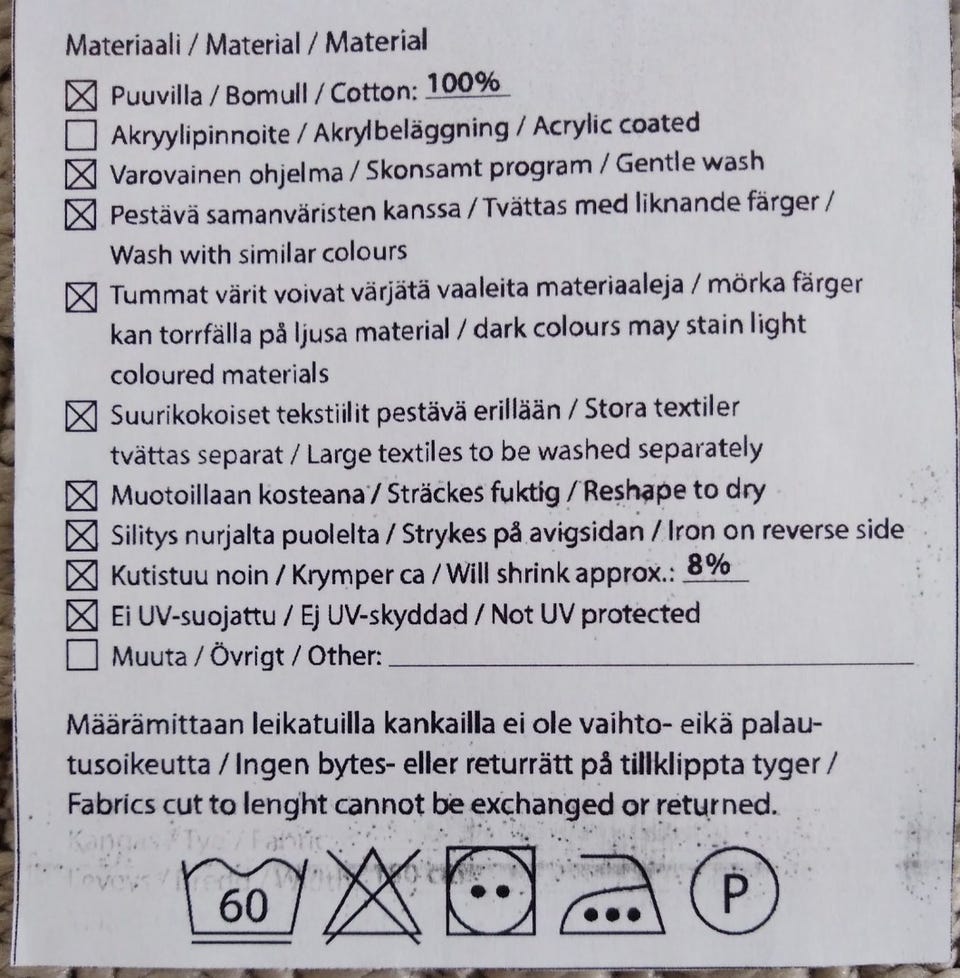 Materiaali / Material / Material
Puuvilla / Bomull / Cotton: 100%
Akryylipinnoite / Akrylbeläggning / Acrylic coated
Varovainen ohjelma / Skonsamt program / Gentle wash
Pestävä samanväristen kanssa / Tvättas med liknande färger /
Wash with similar colours
Tummat värit voivat värjätä vaaleita materiaaleja / mörka färger
kan torrfälla på ljusa material / dark colours may stain light
coloured materials
Suurikokoiset tekstiilit pestävä erillään / Stora textiler
tvättas separat / Large textiles to be washed separately
Muotoillaan kosteana / Sträckes fuktig / Reshape to dry
Silitys nurjalta puolelta / Strykes på avigsidan / Iron on reverse side
Kutistuu noin / Krymper ca / Will shrink approx.: 8%
Ei UV-suojattu / Ej UV-skyddad / Not UV protected
Muuta / Övrigt / Other:
Määrämittaan leikatuilla kankailla ei ole vaihto- eikä palau-
tusoikeutta / Ingen bytes- eller returrätt på tillklippta tyger /
Fabrics cut to lenght cannot be exchanged or returned.
Kangas / Tyg / Fabric
60 P